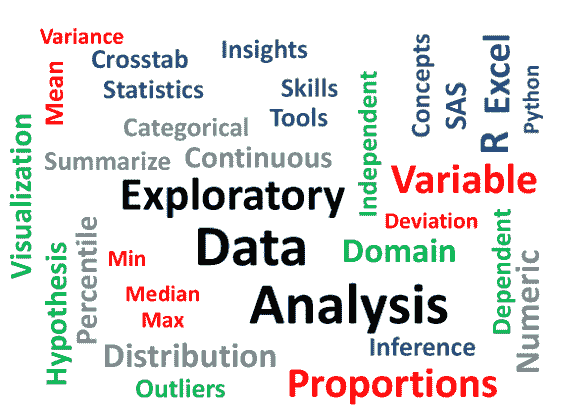 Variance
Crosstab
Insights
Mean
Statistics
Skills
Tools
Concepts
SAS
R Excel
Python
Categorical
Independent
Summarize
Continuous
Visualization
Exploratory
Variable
Deviation
Percentile
Data
Domain
Dependent
Numeric
Hypothesis
Min
Median
Analysis
Max
Distribution
Inference
Outliers
Proportions